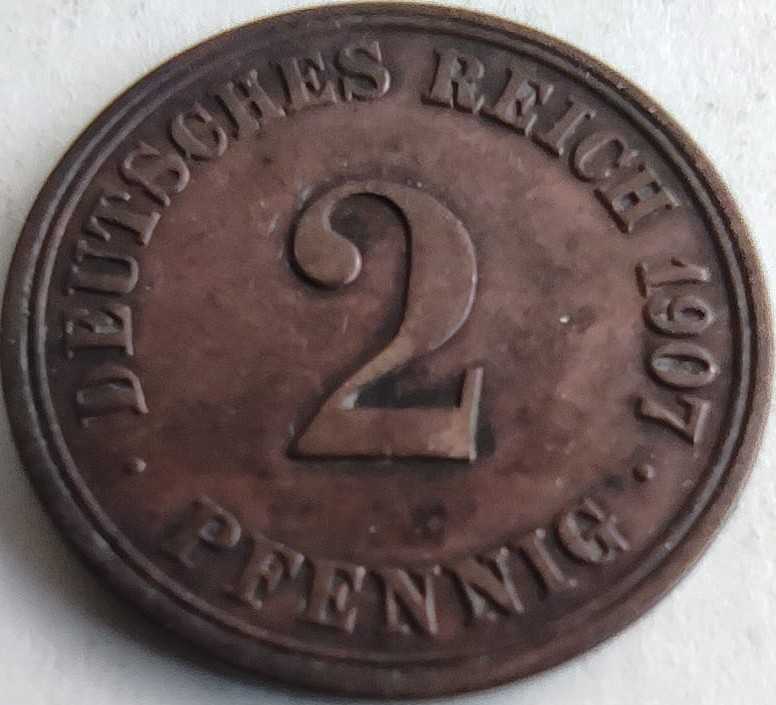 DEUTSCHES REICH 1907
2
PFENNIG